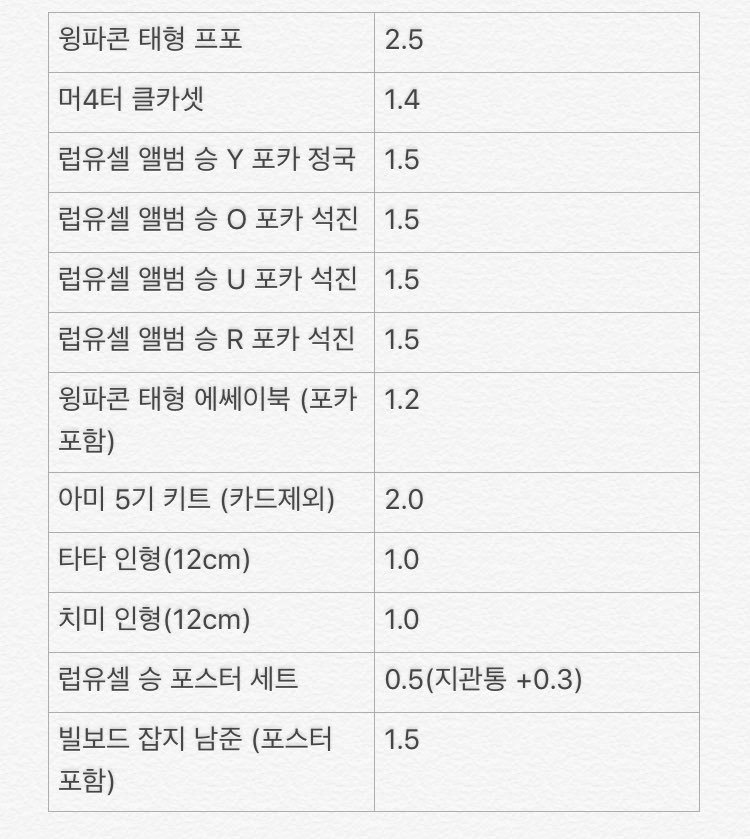 윙파콘 태형 프포 2.5
머4터 클카셋 1.4
럽유셀 앨범 승 Y 포카 정국 1.5
럽유셀 앨범 승 O 포카 석진 1.5
럽유셀 앨범 승 U 포카 석진 1.5
럽유셀 앨범 승 R 포카 석진 1.5
윙파콘 태형 에쎄이북 (포카 1.2
포함)
아미 5기 키트 (카드제외) 2.0
타타 인형(12cm) 1.0
치미 인형(12cm) 1.0
럽유셀 승 포스터 세트 0.5(지관통 +0.3)
빌보드 잡지 남준 (포스터 1.5
포함)